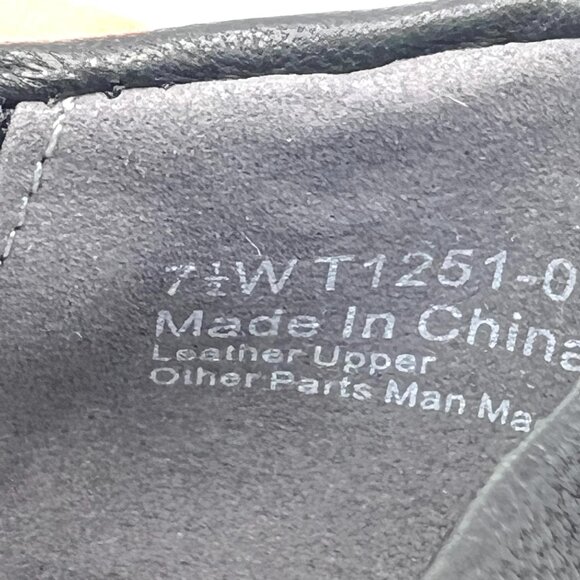 7½W T1251-0
Made In China
Leather Upper
Other Parts Man Ma